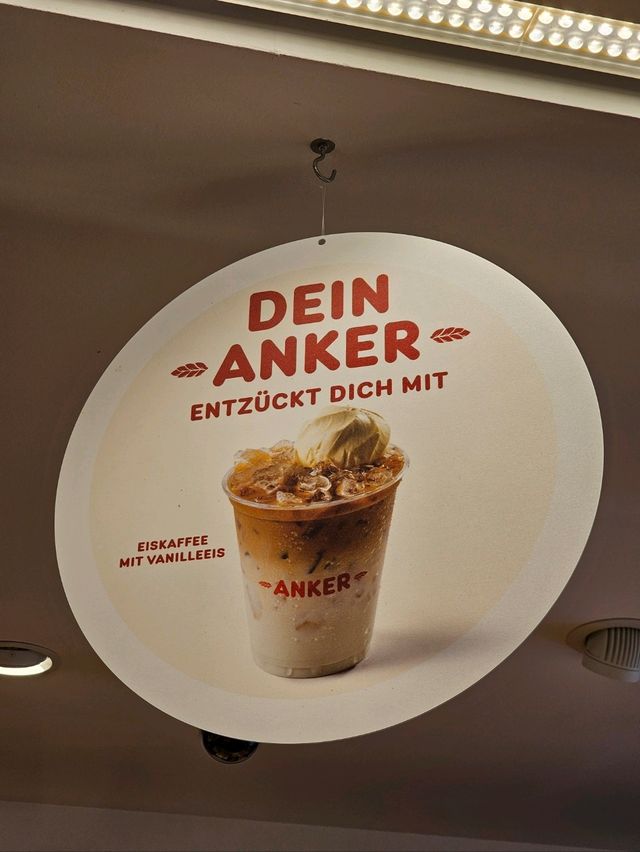 DEIN
ANKER
ENTZÜCKT DICH MIT
EISKAFFEE
MIT VANILLEEIS
ANKER